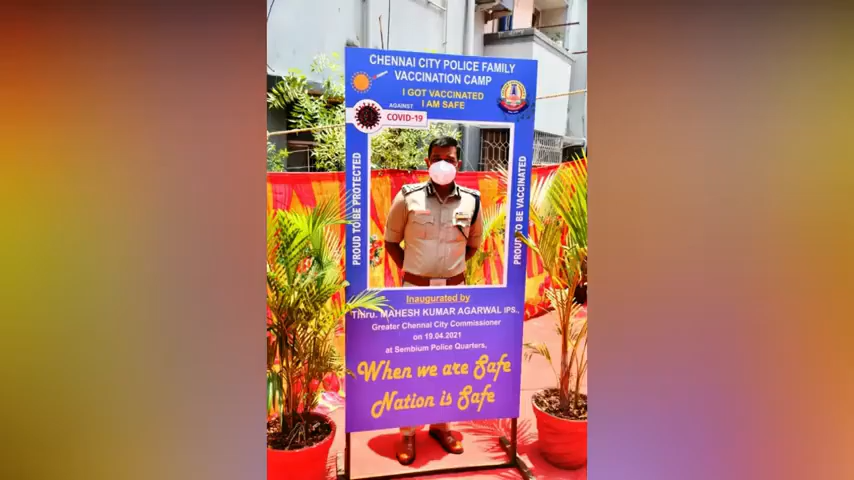 CHENNAI CITY POLICE FAMILY
VACCINATION CAMP
I GOT VACCINATED
I AM SAFE
AGAINST
COVID-19
PROUD TO BE PROTECTED
PROUD TO BE VACCINATED
Inaugurated by
Thiru. MAHESH KUMAR AGARWAL IPS.,
Greater Chennai City Commissioner
on 19.04.2021
at Sembium Police Quarters,
When we are Safe
Nation is Safe